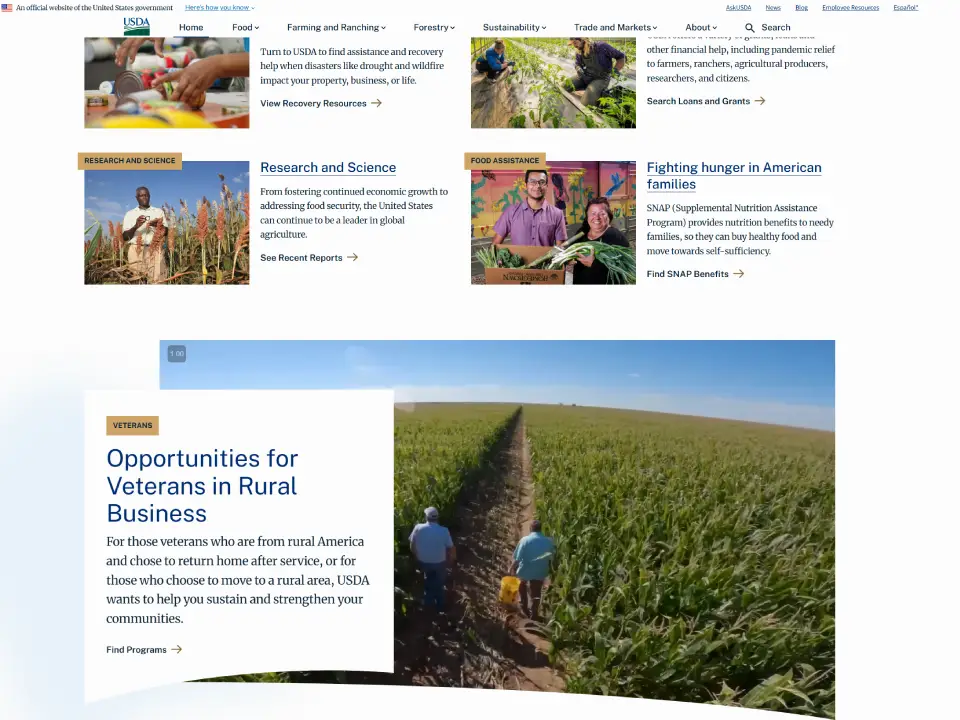 An official website of the United States government Here's how you know
AskUSDA News Blog Employee Resources Español
USDA
Home Food Farming and Ranching Forestry Sustainability Trade and Markets About Search
Turn to USDA to find assistance and recovery
help when disasters like drought and wildfire
impact your property, business, or life.
View Recovery Resources
other financial help, including pandemic relief
to farmers, ranchers, agricultural producers,
researchers, and citizens.
Search Loans and Grants
RESEARCH AND SCIENCE
Research and Science
From fostering continued economic growth to
addressing food security, the United States
can continue to be a leader in global
agriculture.
See Recent Reports
FOOD ASSISTANCE
Fighting hunger in American
families
SNAP (Supplemental Nutrition Assistance
Program) provides nutrition benefits to needy
families, so they can buy healthy food and
move towards self-sufficiency.
Find SNAP Benefits
1:00
VETERANS
Opportunities for
Veterans in Rural
Business
For those veterans who are from rural America
and chose to return home after service, or for
those who choose to move to a rural area, USDA
wants to help you sustain and strengthen your
communities.
Find Programs